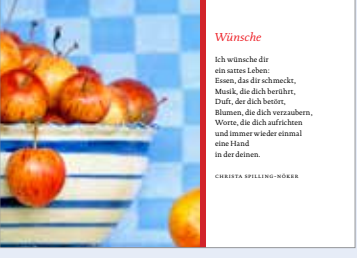 Wünsche
Ich wünsche dir
ein sattes Leben:
Essen, das dir schmeckt,
Musik, die dich berührt,
Duft, der dich betört,
Blumen, die dich verzaubern,
Worte, die dich aufrichten
und immer wieder einmal
eine Hand
in der deinen.
CHRISTA SPILLING-NÖKER